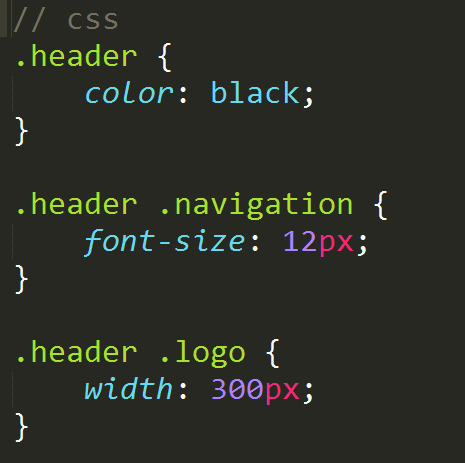 // css
.header {
    color: black;
}

.header .navigation {
    font-size: 12px;
}

.header .logo {
    width: 300px;
}